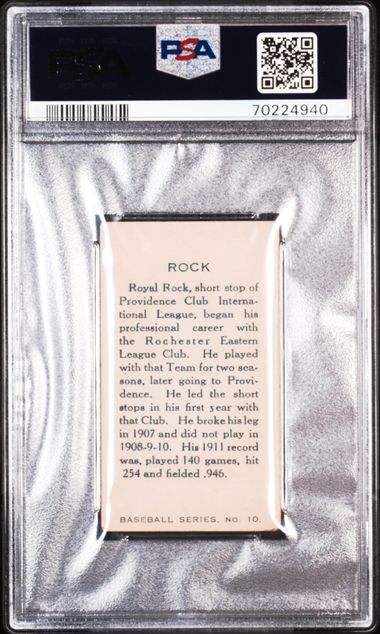 PSA
PSA
70224940
ROCK
Royal Rock, short stop of
Providence Club Interna-
tional League, began his
professional career with
the Rochester Eastern
League Club. He played
with that Team for two sea-
sons, later going to Provi-
dence. He led the short
stops in his first year with
that Club. He broke his leg
in 1907 and did not play in
1908-9-10. His 1911 record
was, played 140 games, hit
254 and fielded .946.
BASEBALL SERIES. NO. 10.